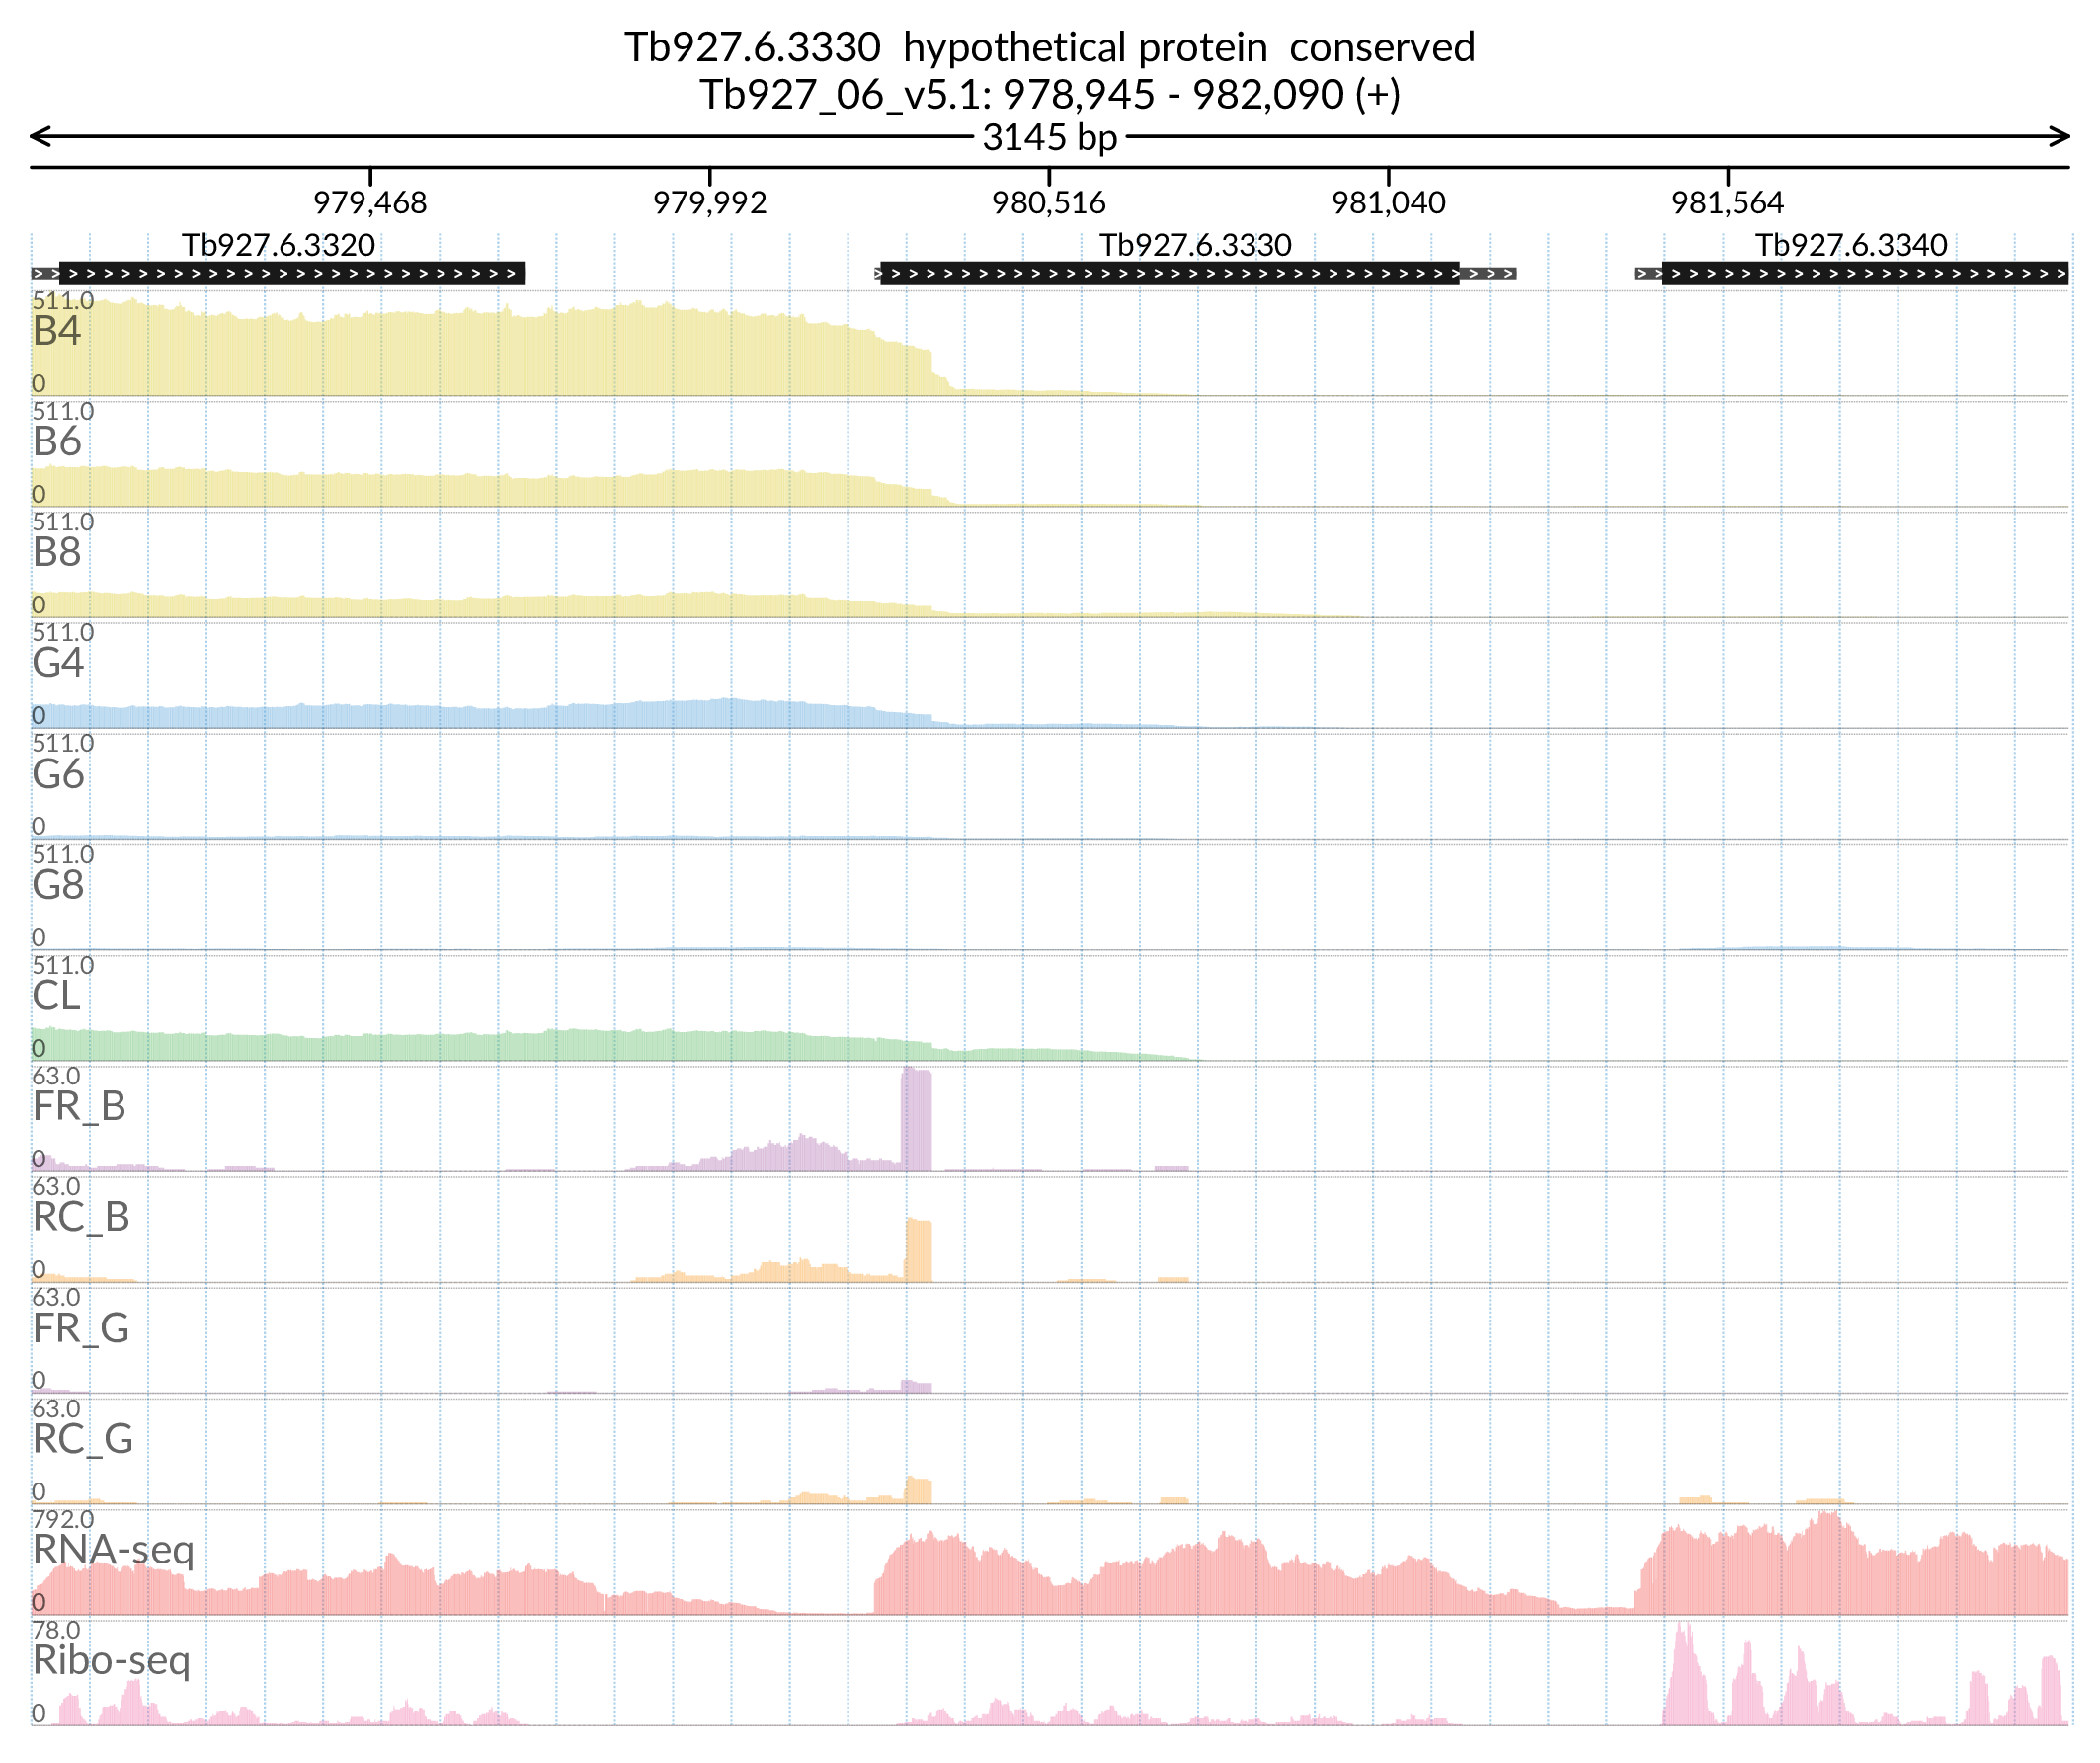 Tb927.6.3330  hypothetical protein  conserved
Tb927_06_v5.1: 978,945 - 982,090 (+)
3145 bp
979,468 979,992 980,516 981,040 981,564
Tb927.6.3320 Tb927.6.3330 Tb927.6.3340
511.0
B4
0
511.0
B6
0
511.0
B8
0
511.0
G4
0
511.0
G6
0
511.0
G8
0
511.0
CL
0
63.0
FR_B
0
63.0
RC_B
0
63.0
FR_G
0
63.0
RC_G
0
792.0
RNA-seq
0
78.0
Ribo-seq
0